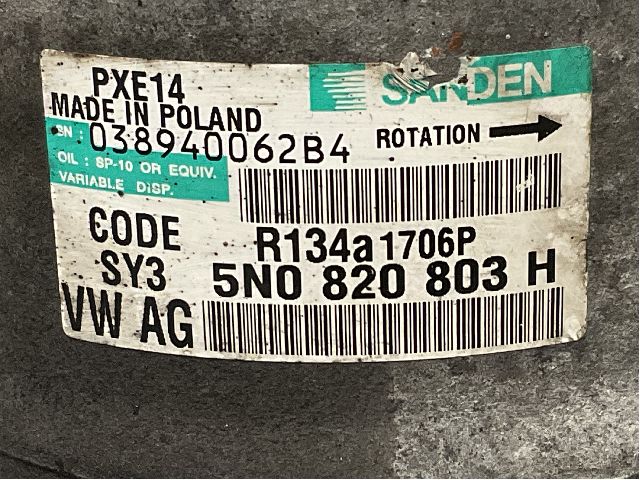 PXE14
SANDEN
MADE IN POLAND
SN : 038940062B4
ROTATION
OIL : SP-10 OR EQUIV.
VARIABLE DISP.
CODE
R134a 1706P
SY3
5N0 820 803 H
VW AG